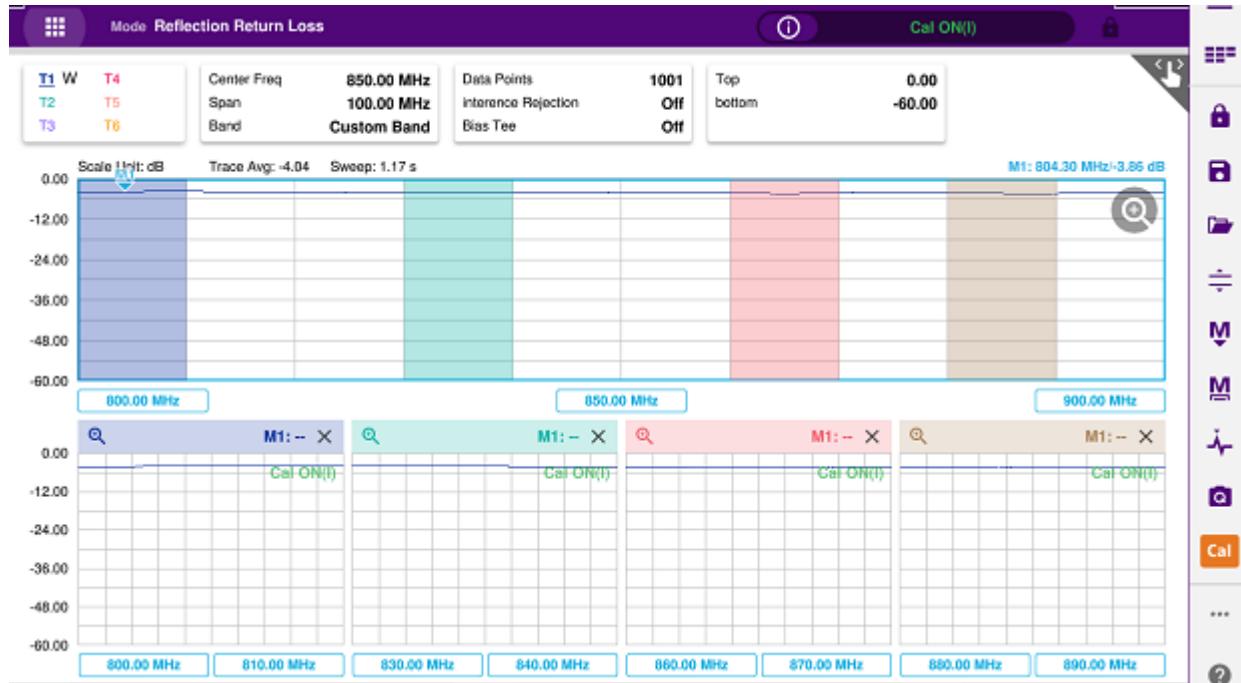 Mode Reflection Return Loss
Cal ON(I)
T1 W T4
T2 T5
T3 T6
Center Freq 850.00 MHz
Span 100.00 MHz
Band Custom Band
Data Points 1001
interence Rejection Off
Bias Tee Off
Top 0.00
bottom -60.00
Scale Unit: dB Trace Avg: -4.04 Sweep: 1.17 s M1: 804.30 MHz/-3.86 dB
M1
0.00
-12.00
-24.00
-36.00
-48.00
-60.00
800.00 MHz 850.00 MHz 900.00 MHz
M1: -- M1: -- M1: -- M1: --
0.00
Cal ON(I) Cal ON(I) Cal ON(I) Cal ON(I)
-12.00
-24.00
-36.00
-48.00
-60.00
800.00 MHz 810.00 MHz 830.00 MHz 840.00 MHz 860.00 MHz 870.00 MHz 880.00 MHz 890.00 MHz
M
M
Cal